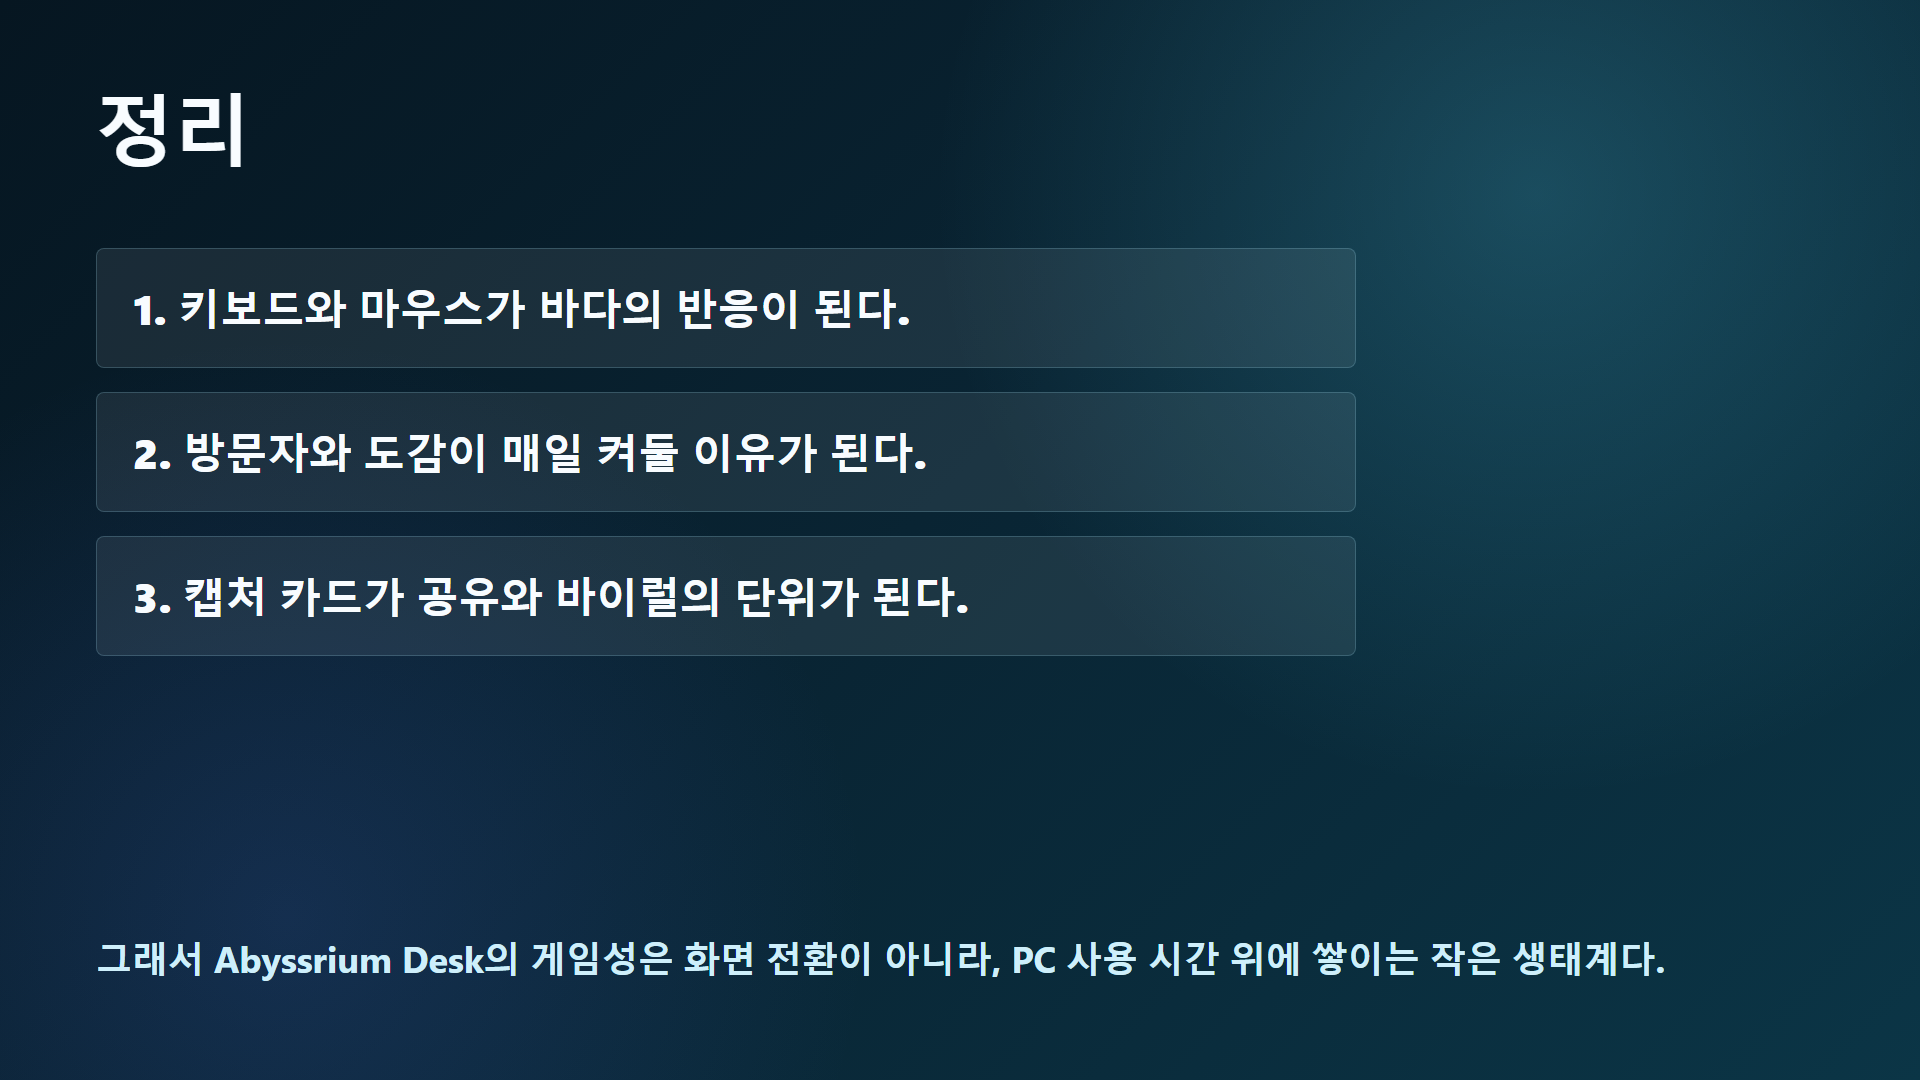 정리
1. 키보드와 마우스가 바다의 반응이 된다.
2. 방문자와 도감이 매일 켜둘 이유가 된다.
3. 캡처 카드가 공유와 바이럴의 단위가 된다.
그래서 Abyssrium Desk의 게임성은 화면 전환이 아니라, PC 사용 시간 위에 쌓이는 작은 생태계다.